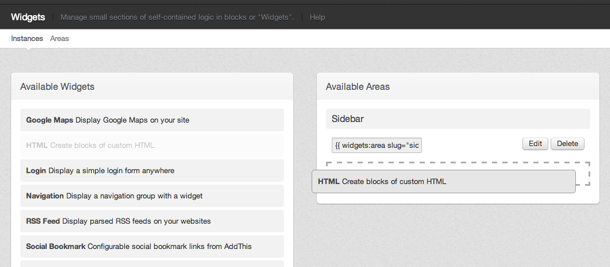 Widgets Manage small sections of self-contained logic in blocks or "Widgets". Help
Instances Areas
Available Widgets
Google Maps Display Google Maps on your site
HTML Create blocks of custom HTML
Login Display a simple login form anywhere
Navigation Display a navigation group with a widget
RSS Feed Display parsed RSS feeds on your websites
Social Bookmark Configurable social bookmark links from AddThis
Available Areas
Sidebar
{{ widgets:area slug="sic Edit Delete
HTML Create blocks of custom HTML